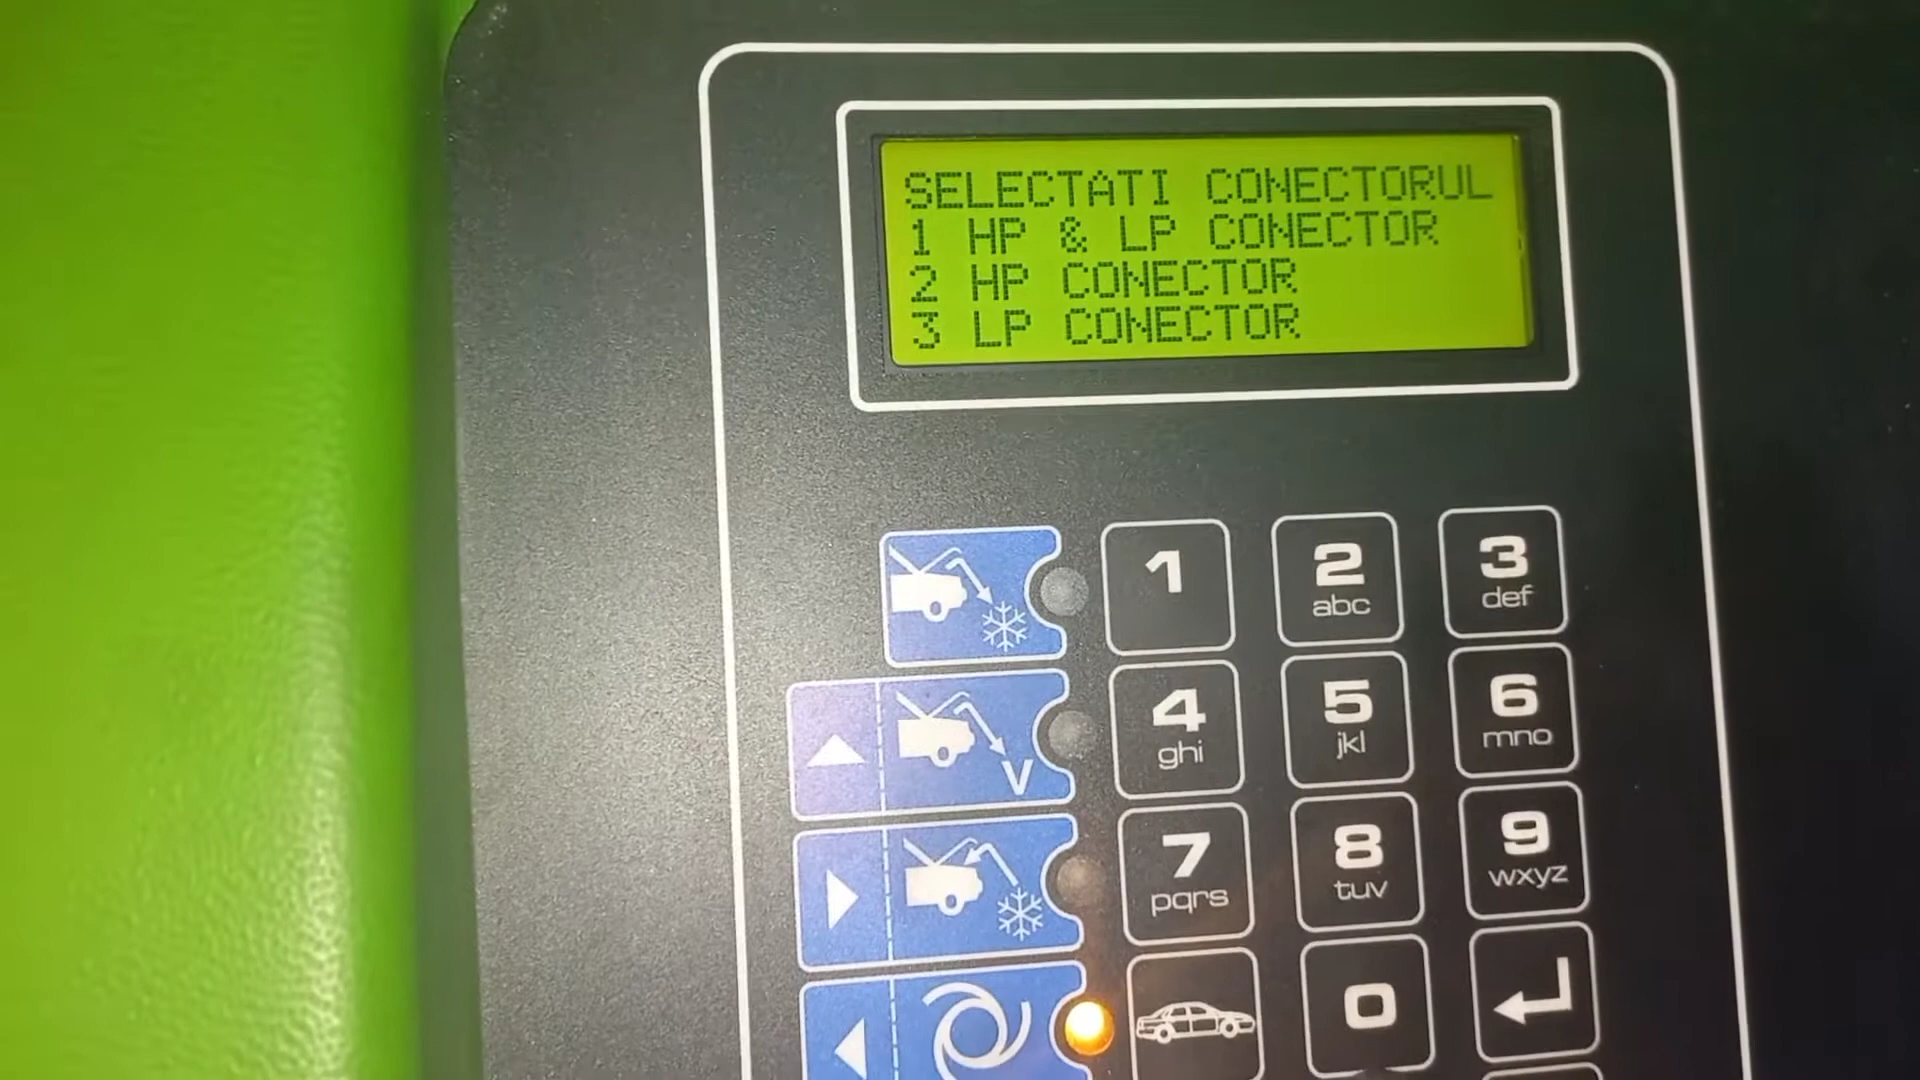 SELECTATI CONECTORUL
1 HP & LP CONECTOR
2 HP CONECTOR
3 LP CONECTOR
1
2
abc
3
def
V
4
ghi
5
jkl
6
mno
7
pqrs
8
tuv
9
wxyz
0